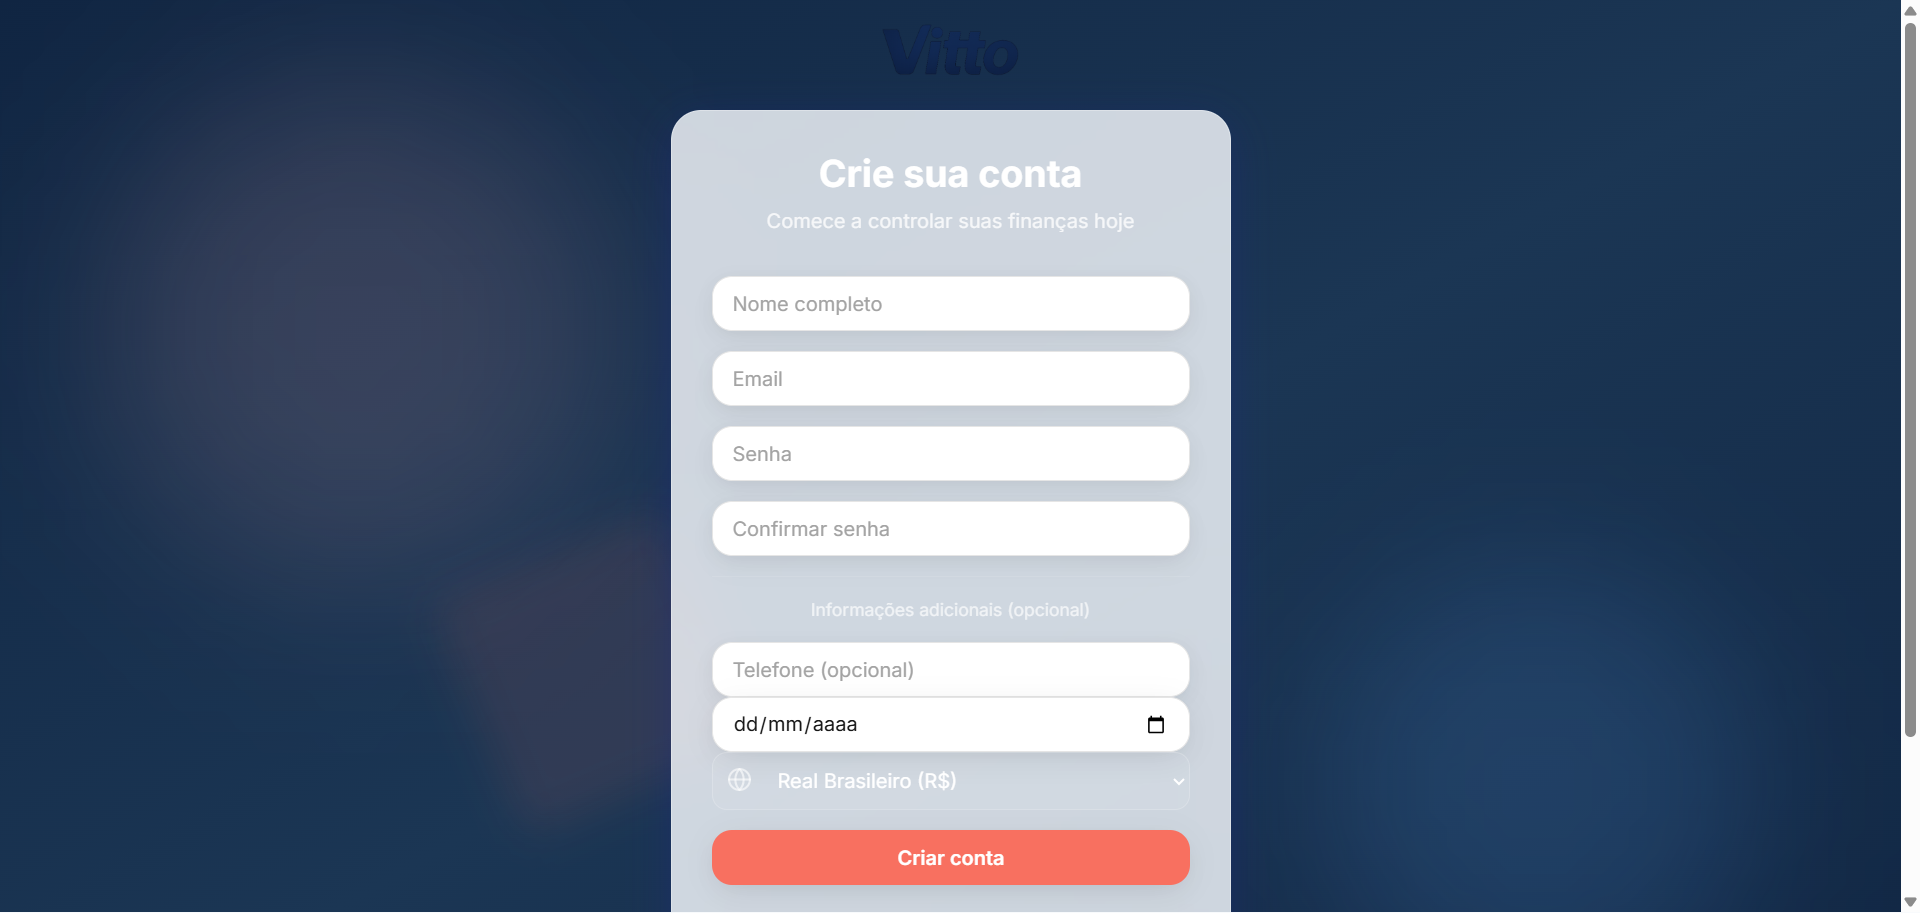 Vitto
Crie sua conta
Comece a controlar suas finanças hoje
Nome completo
Email
Senha
Confirmar senha
Informações adicionais (opcional)
Telefone (opcional)
dd/mm/aaaa
Real Brasileiro (R$)
Criar conta